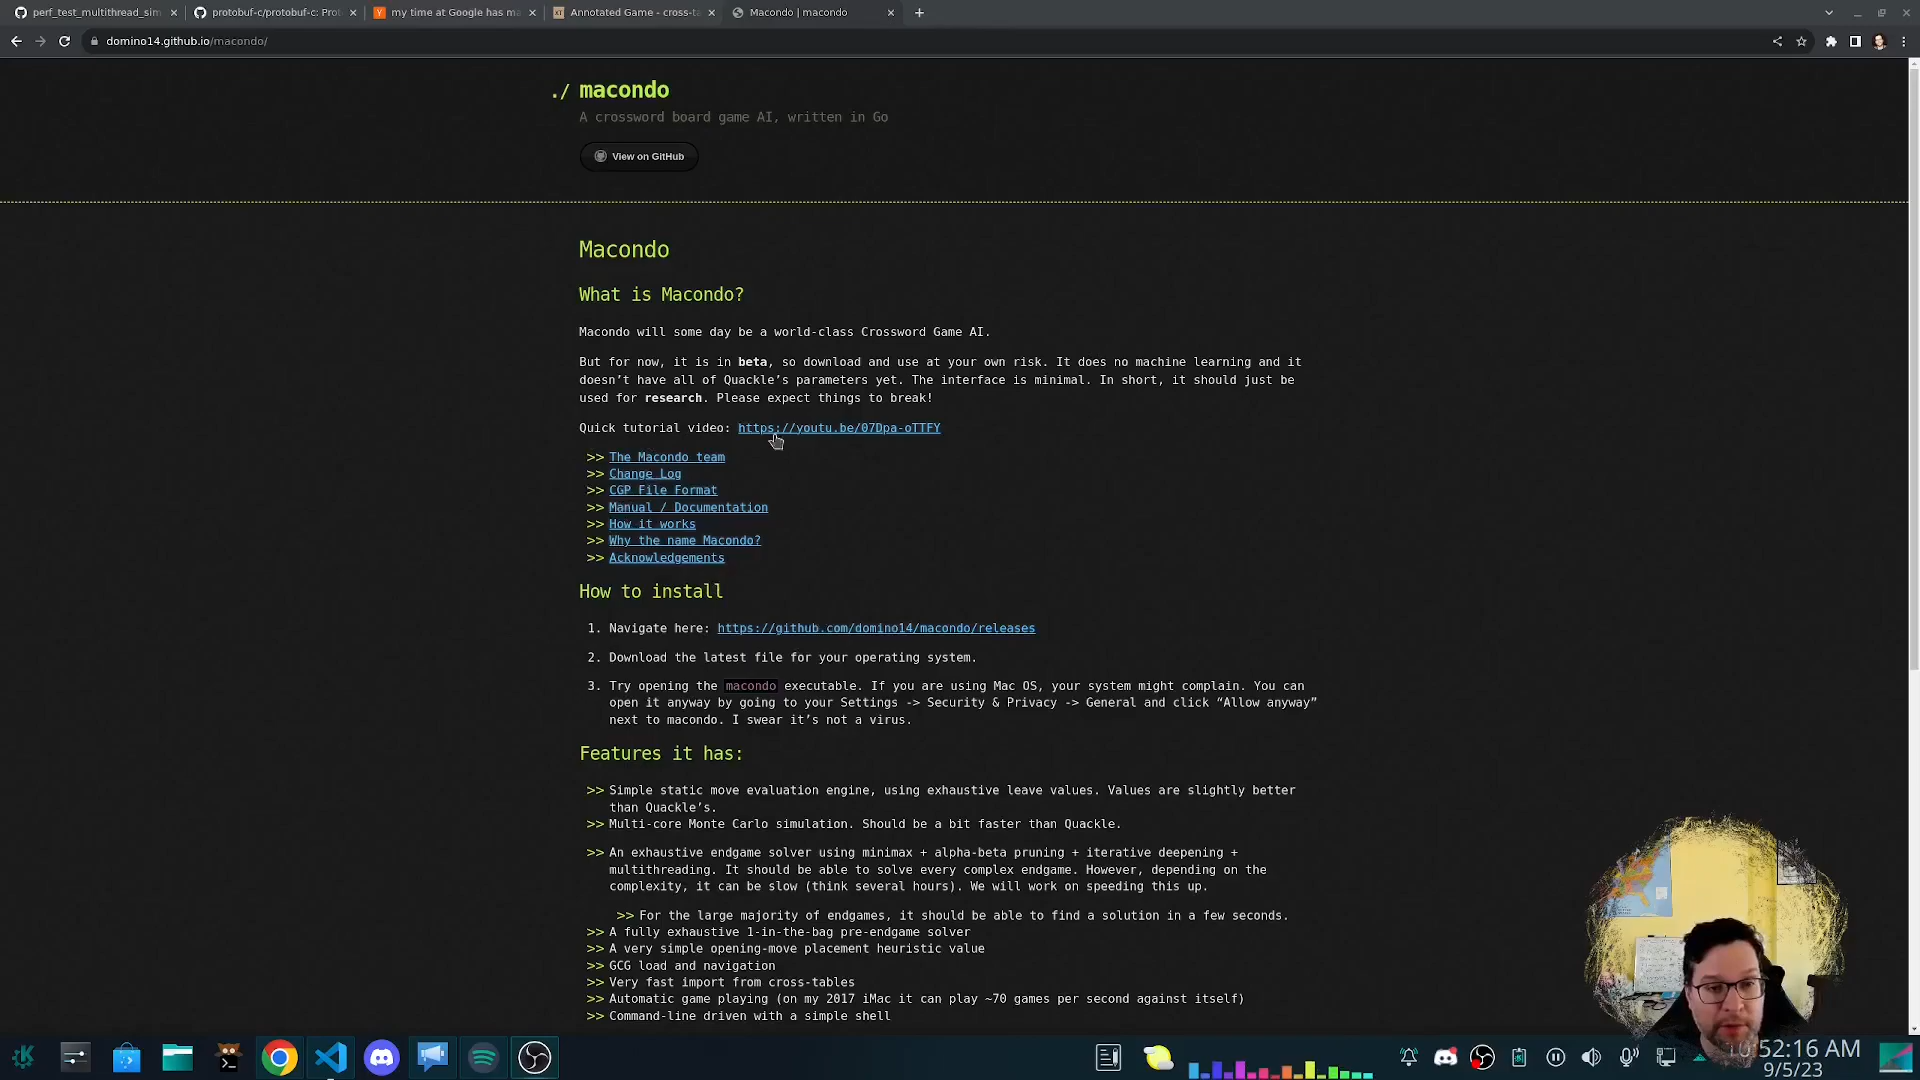 perf_test_multithread_sim
protobuf-c/protobuf-c: Pro
my time at Google has ma
Annotated Game - cross-ta
Macondo | macondo
domino14.github.io/macondo/
./ macondo
A crossword board game AI, written in Go
View on GitHub
Macondo
What is Macondo?
Macondo will some day be a world-class Crossword Game AI.
But for now, it is in beta, so download and use at your own risk. It does no machine learning and it
doesn’t have all of Quackle’s parameters yet. The interface is minimal. In short, it should just be
used for research. Please expect things to break!
Quick tutorial video: https://youtu.be/07Dpa-oTTFY
>> The Macondo team
>> Change Log
>> CGP File Format
>> Manual / Documentation
>> How it works
>> Why the name Macondo?
>> Acknowledgements
How to install
1. Navigate here: https://github.com/domino14/macondo/releases
2. Download the latest file for your operating system.
3. Try opening the macondo executable. If you are using Mac OS, your system might complain. You can
open it anyway by going to your Settings -> Security & Privacy -> General and click “Allow anyway”
next to macondo. I swear it’s not a virus.
Features it has:
>> Simple static move evaluation engine, using exhaustive leave values. Values are slightly better
than Quackle’s.
>> Multi-core Monte Carlo simulation. Should be a bit faster than Quackle.
>> An exhaustive endgame solver using minimax + alpha-beta pruning + iterative deepening +
multithreading. It should be able to solve every complex endgame. However, depending on the
complexity, it can be slow (think several hours). We will work on speeding this up.
>> For the large majority of endgames, it should be able to find a solution in a few seconds.
>> A fully exhaustive 1-in-the-bag pre-endgame solver
>> A very simple opening-move placement heuristic value
>> GCG load and navigation
>> Very fast import from cross-tables
>> Automatic game playing (on my 2017 iMac it can play ~70 games per second against itself)
>> Command-line driven with a simple shell
10:52:16 AM
9/5/23